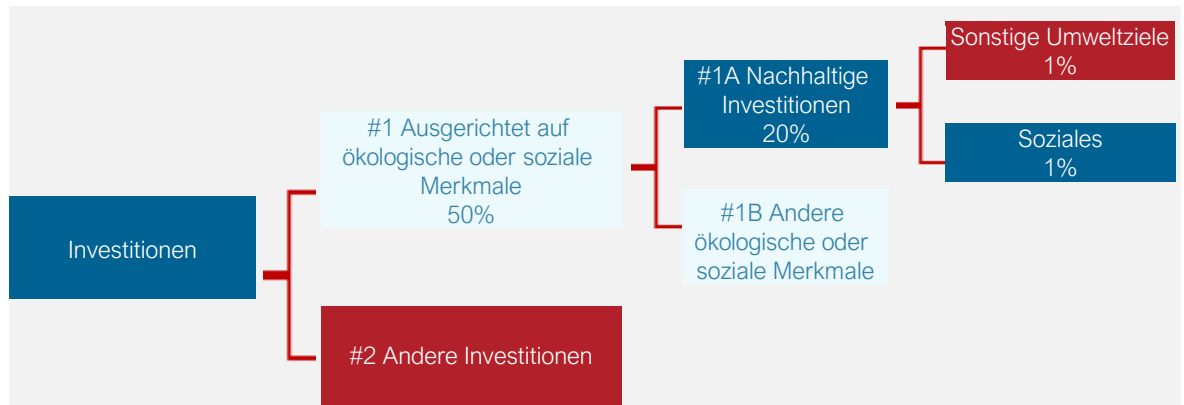 Investitionen
#1 Ausgerichtet auf
ökologische oder soziale
Merkmale
50%
#2 Andere Investitionen
#1A Nachhaltige
Investitionen
20%
#1B Andere
ökologische oder
soziale Merkmale
Sonstige Umweltziele
1%
Soziales
1%